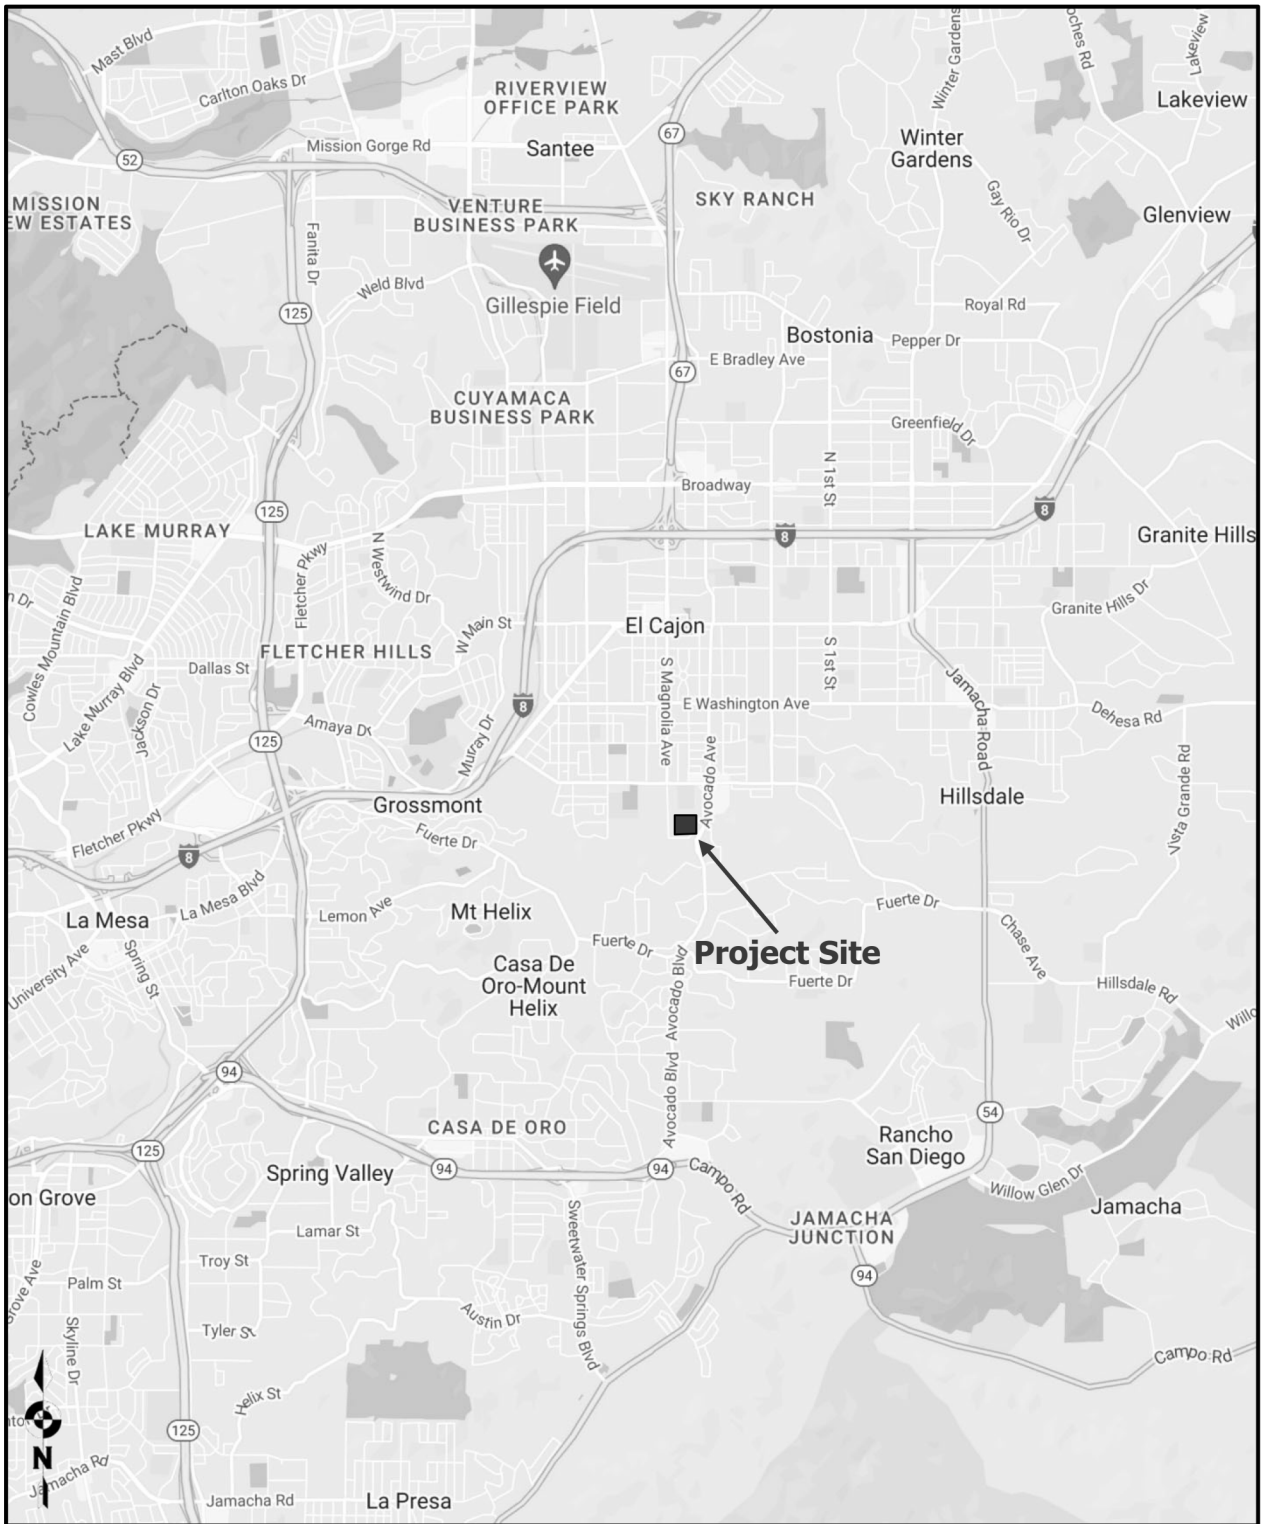 Mast Blvd
Carlton Oaks Dr
RIVERVIEW
OFFICE PARK
Winter Gardens
Lakeview
Lakeview
Winter
Gardens
Mission Gorge Rd
Santee
67
52
MISSION
EW ESTATES
VENTURE
BUSINESS PARK
SKY RANCH
Gay Rio Dr
Glenview
Fanita Dr
Weld Blvd
Gillespie Field
125
Royal Rd
Bostonia
Pepper Dr
E Bradley Ave
67
CUYAMACA
BUSINESS PARK
Greenfield Dr
N 1st St
Broadway
125
8
8
LAKE MURRAY
Granite Hills
N Westwind Dr
Fletcher Pkwy
Granite Hills Dr
n Dr
Cowles Mountain Blvd
W Main St
El Cajon
FLETCHER HILLS
S 1st St
Dallas St
Lake Murray Blvd
Jackson Dr
S Magnolia Ave
E Washington Ave
Jamacha Road
Dehesa Rd
8
Amaya Dr
Murray Dr
125
Avocado Ave
Vista Grande Rd
Grossmont
Hillsdale
Fletcher Pkwy
Fuerte Dr
8
La Mesa Blvd
La Mesa
Lemon Ave
Mt Helix
Fuerte Dr
Chase Ave
Project Site
University Ave
Spring St
Fuerte Dr
Casa De
Oro-Mount
Helix
Avocado Blvd
Fuerte Dr
Hillsdale Rd
Willo
94
Avocado Blvd
54
CASA DE ORO
Rancho
San Diego
125
Spring Valley
94
94
Campo Rd
Willow Glen Dr
on Grove
Jamacha
JAMACHA
JUNCTION
Lamar St
Sweetwater Springs Blvd
Troy St
Palm St
Grove Ave
94
Austin Dr
Tyler St
Skyline Dr
Campo Rd
Helix St
125
N
Jamacha Rd
Jamacha Rd
La Presa